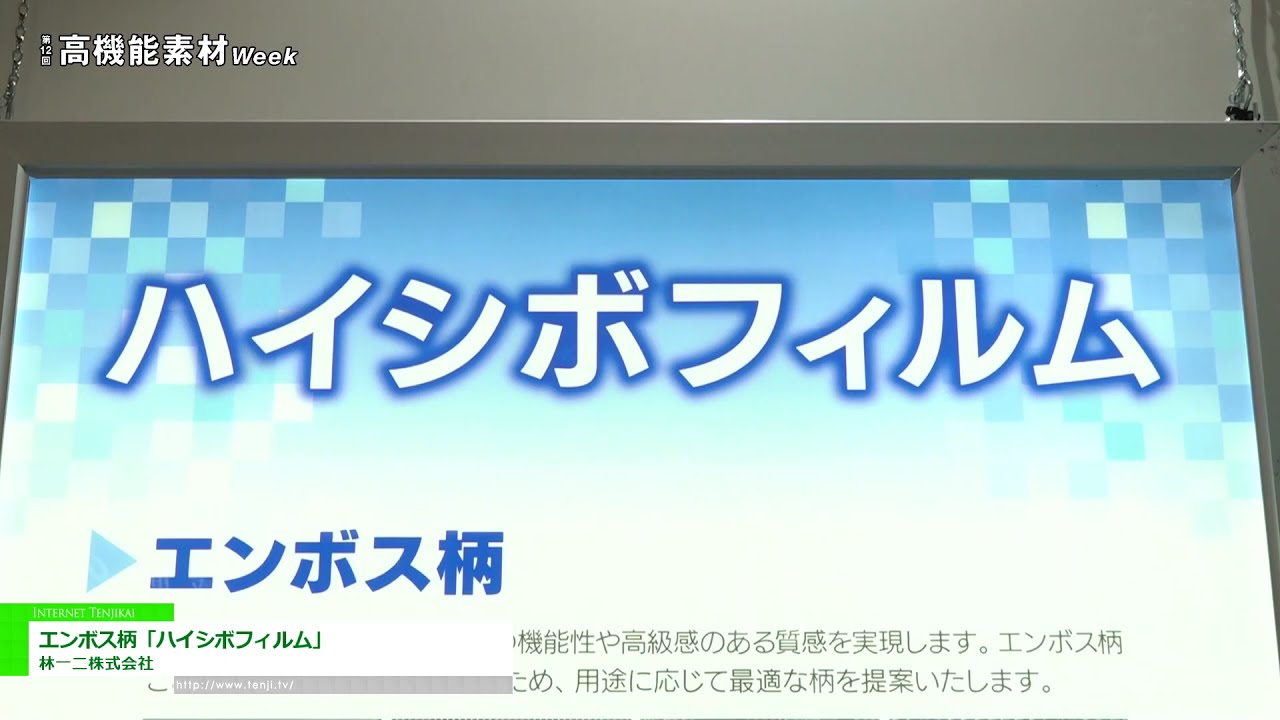 第12回 高機能素材Week
ハイシボフィルム
エンボス柄
の機能性や高級感のある質感を実現します。エンボス柄
ため、用途に応じて最適な柄を提案いたします。
INTERNET TENJIKAI
エンボス柄「ハイシボフィルム」
林一二株式会社
http://www.tenji.tv/